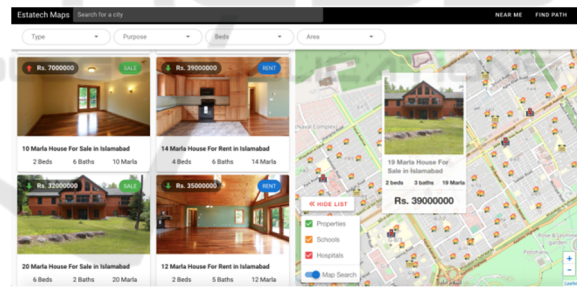 Estatech Maps Search for a city NEAR ME FIND PATH
Type Purpose Beds Area
Rs. 7000000 SALE
10 Marla House For Sale in Islamabad
2 Beds 6 Baths 10 Marla
Rs. 39000000 RENT
14 Marla House For Rent in Islamabad
4 Beds 6 Baths 14 Marla
Rs. 32000000 SALE
20 Marla House For Sale in Islamabad
6 Beds 2 Baths 20 Marla
Rs. 35000000 RENT
12 Marla House For Rent in Islamabad
2 Beds 5 Baths 12 Marla
19 Marla House For
Sale in Islamabad
2 beds 3 baths 19 Marla
Rs. 39000000
« HIDE LIST
Properties
Schools
Hospitals
Map Search
+
-